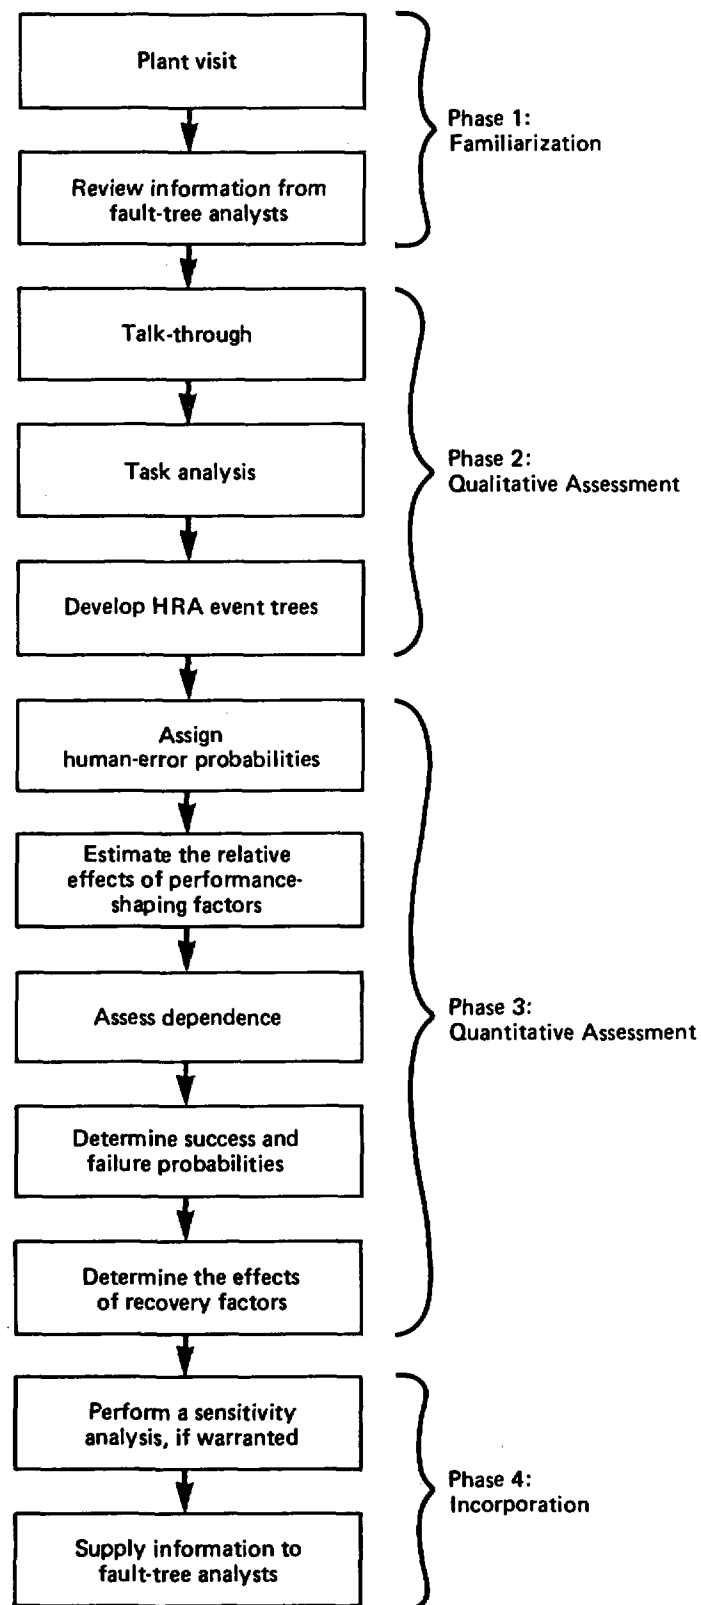 Plant visit
Phase 1:
Familiarization
Review information from
fault-tree analysts
Talk-through
Task analysis
Phase 2:
Qualitative Assessment
Develop HRA event trees
Assign
human-error probabilities
Estimate the relative
effects of performance-
shaping factors
Assess dependence
Phase 3:
Quantitative Assessment
Determine success and
failure probabilities
Determine the effects
of recovery factors
Perform a sensitivity
analysis, if warranted
Phase 4:
Incorporation
Supply information to
fault-tree analysts